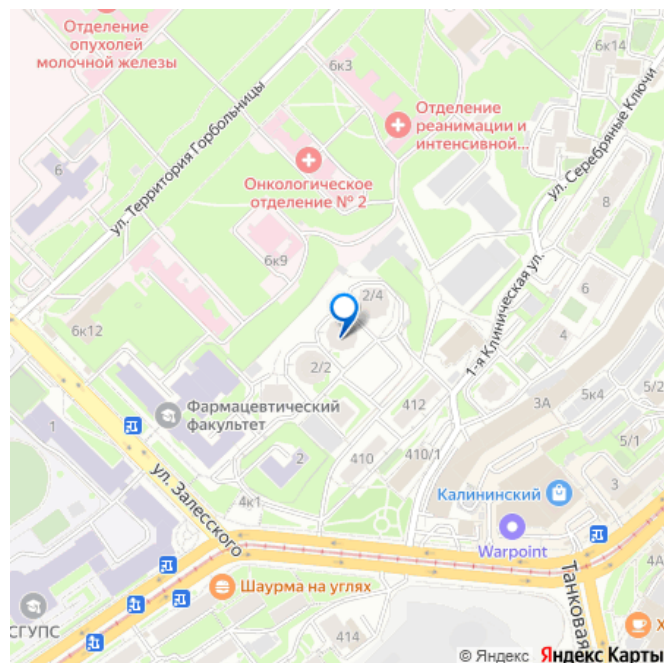 Отделение
опухолей
молочной железы
6к3
6к14
Отделение
реанимации и
интенсивной...
ул. Территория Горбольницы
ул. Серебряные Ключи
6
Онкологическое
отделение № 2
8
6к9
1-я Клиническая ул.
2/4
6
6к12
4
2/2
5/2
5к4
3А
Фармацевтический
факультет
412
1
5/1
2
410
410/1
ул. Залесского
Калининский
3
4к1
Warpoint
4А
Шаурма на углях
Танковая
СГУПС
414
Х
© Яндекс Яндекс Карты